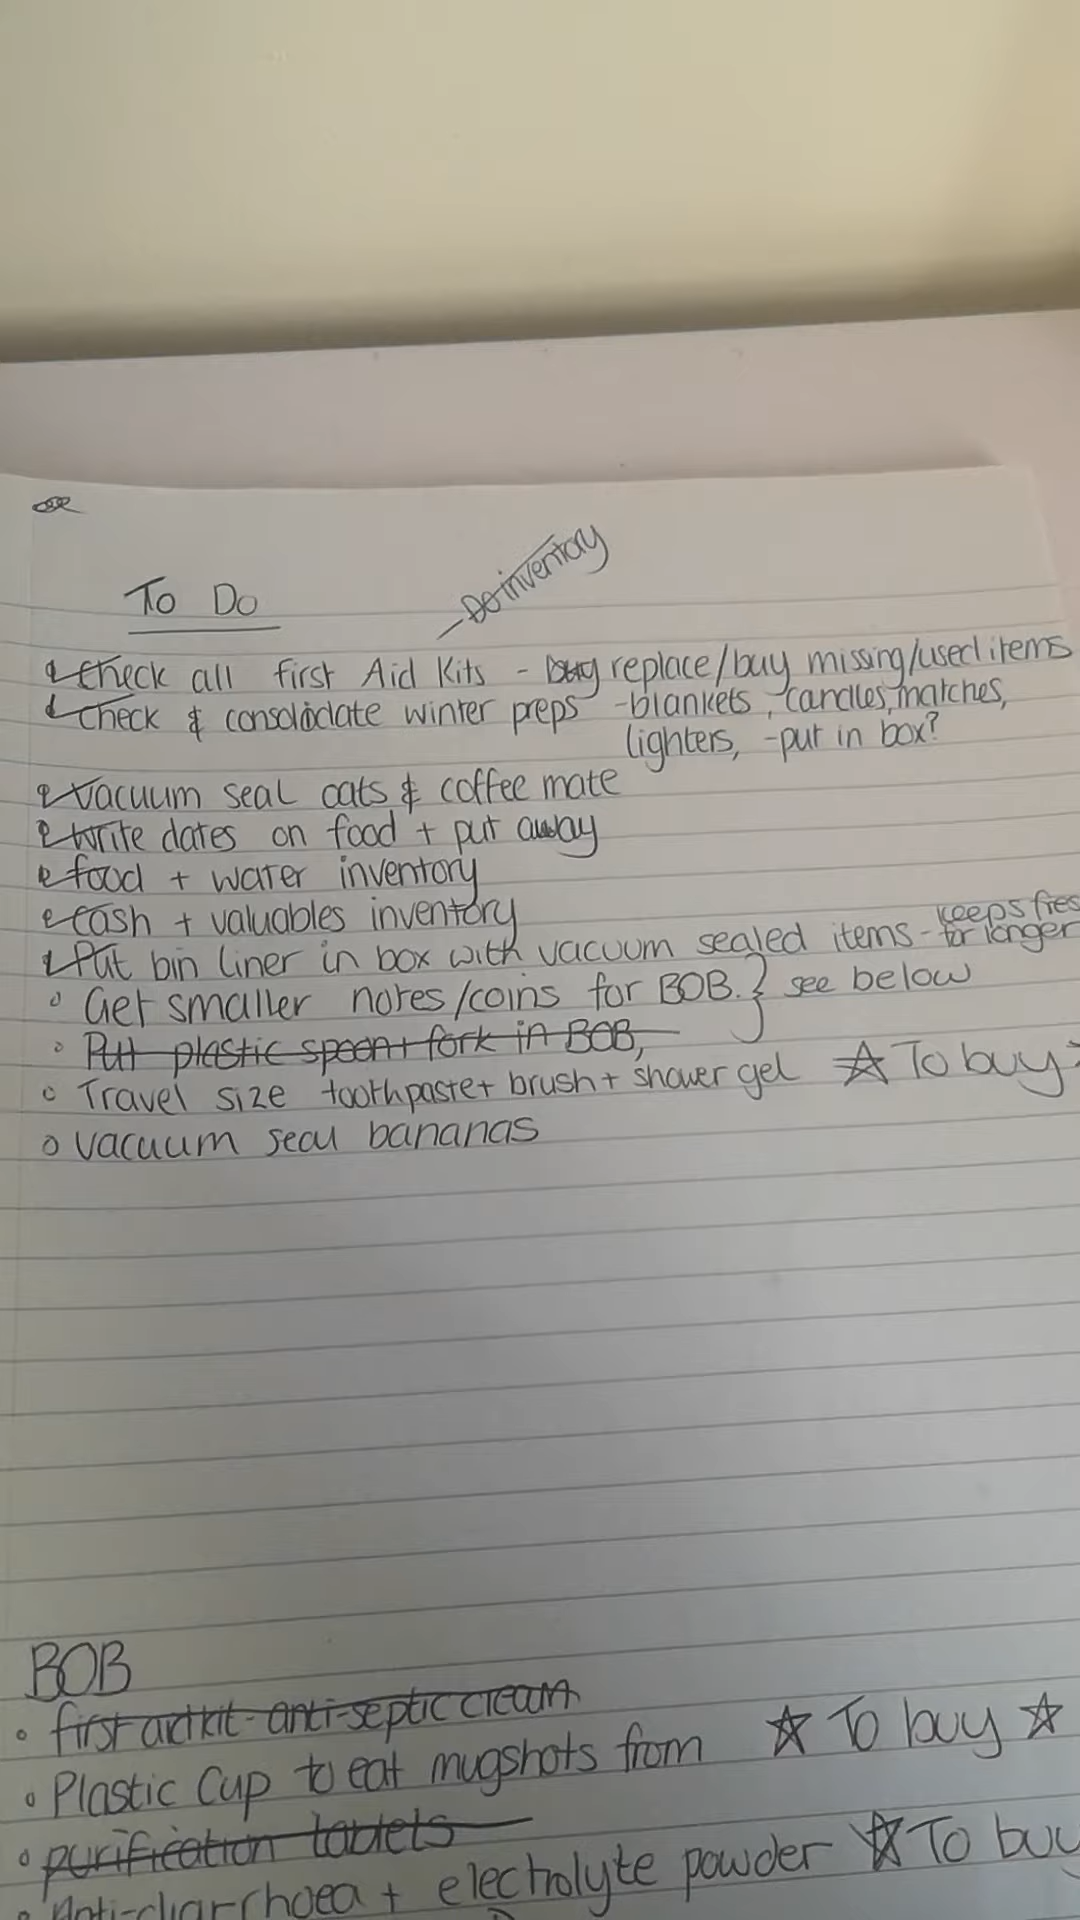 To Do
- Do inventory
Check all first Aid Kits - buy replace/buy missing/used items
Check & consolidate winter preps - blankets, candles, matches,
lighters, - put in box?
Vacuum seal oats & coffee mate
Write dates on food + put away
food + water inventory
Cash + valuables inventory
Put bin liner in box with vacuum sealed items - keeps fres
for longer
Get smaller notes/coins for BOB. } see below
Put plastic spoon + fork in BOB,
Travel size toothpaste + brush + shower gel ☆ To buy
Vacuum seal bananas
BOB
first aid kit - anti-septic cream
Plastic Cup to eat mugshots from ☆ To buy ☆
purification tablets
Anti-diarrhoea + electrolyte powder ☆ To buy